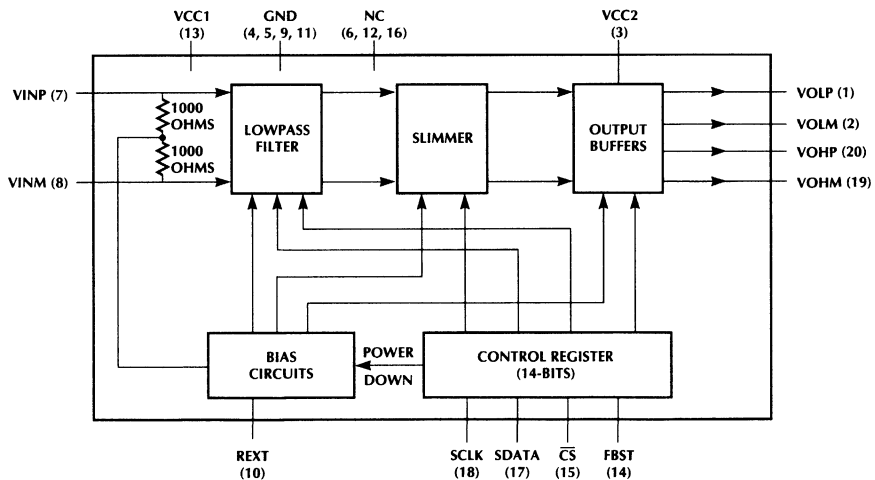 VCC1
(13)
GND
(4, 5, 9, 11)
NC
(6, 12, 16)
VCC2
(3)
VINP (7)
1000
OHMS
1000
OHMS
VINM (8)
LOWPASS
FILTER
SLIMMER
OUTPUT
BUFFERS
VOLP (1)
VOLM (2)
VOHP (20)
VOHM (19)
BIAS
CIRCUITS
POWER
DOWN
CONTROL REGISTER
(14-BITS)
REXT
(10)
SCLK
(18)
SDATA
(17)
C̅S̅
(15)
FBST
(14)